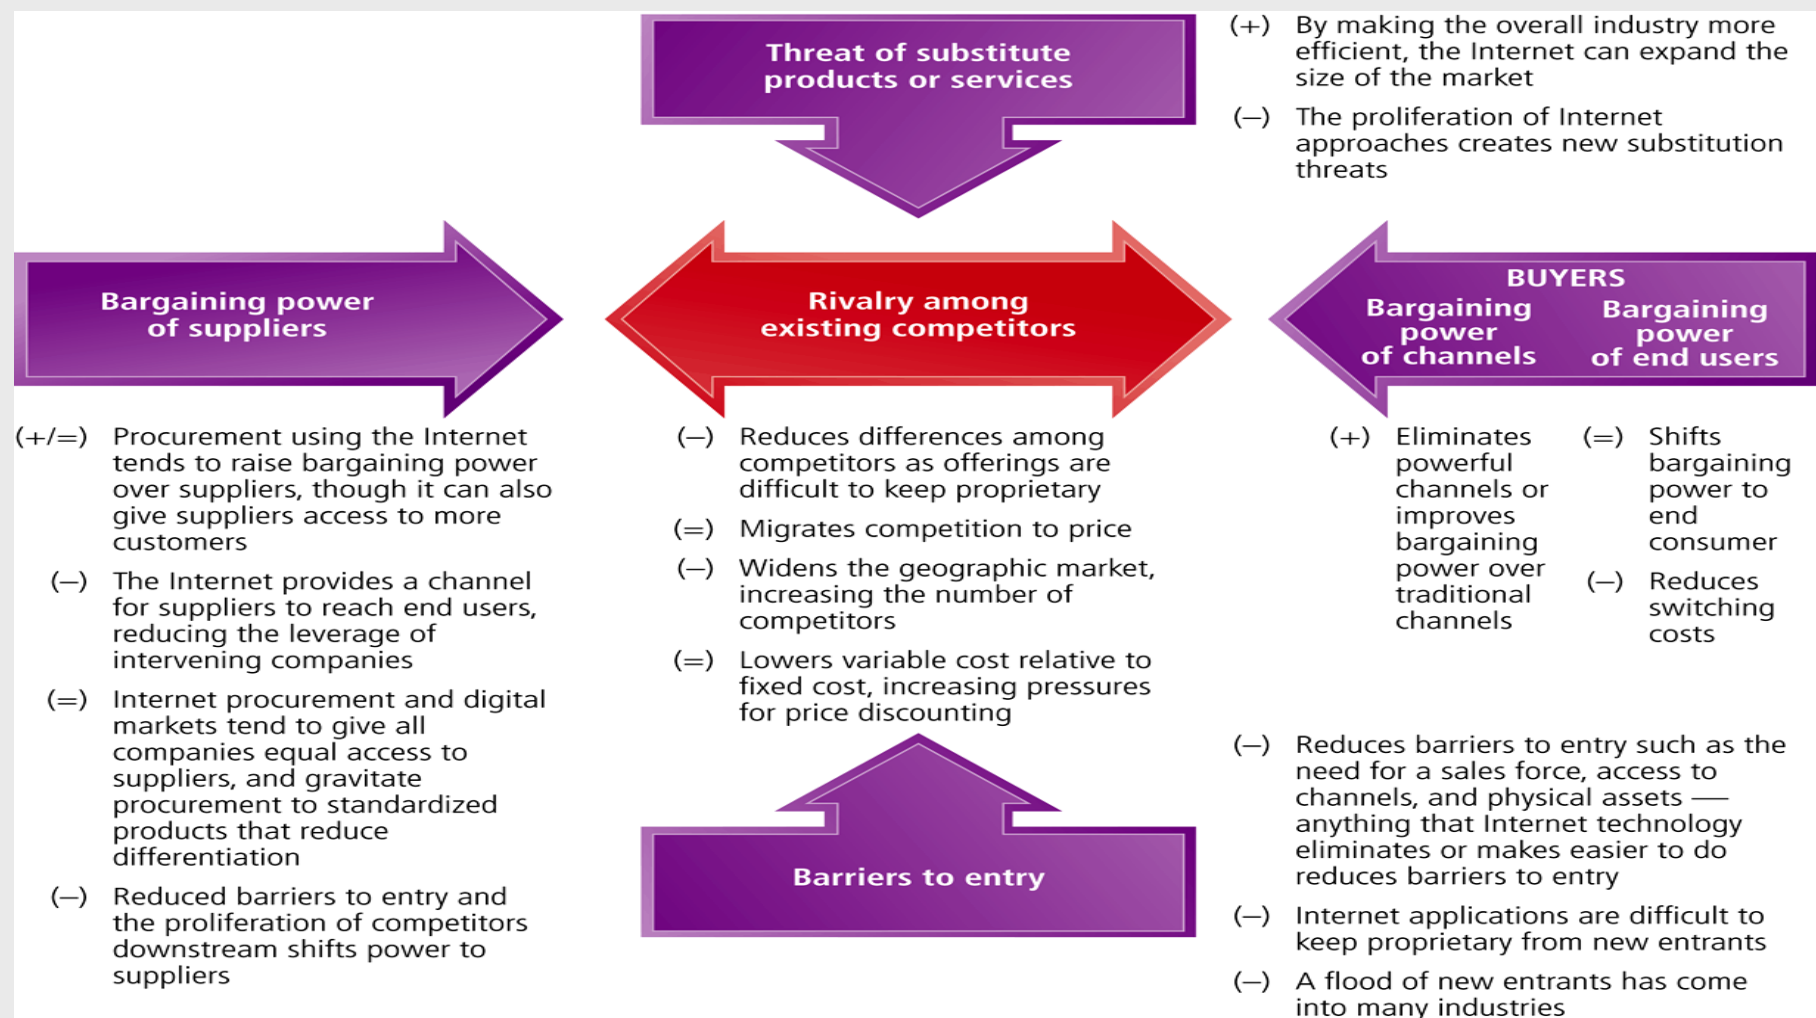 Threat of substitute
products or services
(+) By making the overall industry more
efficient, the Internet can expand the
size of the market
(−) The proliferation of Internet
approaches creates new substitution
threats
Bargaining power
of suppliers
Rivalry among
existing competitors
BUYERS
Bargaining
power
of channels
Bargaining
power
of end users
(+/=) Procurement using the Internet
tends to raise bargaining power
over suppliers, though it can also
give suppliers access to more
customers
(−) The Internet provides a channel
for suppliers to reach end users,
reducing the leverage of
intervening companies
(=) Internet procurement and digital
markets tend to give all
companies equal access to
suppliers, and gravitate
procurement to standardized
products that reduce
differentiation
(−) Reduced barriers to entry and
the proliferation of competitors
downstream shifts power to
suppliers
(−) Reduces differences among
competitors as offerings are
difficult to keep proprietary
(=) Migrates competition to price
(−) Widens the geographic market,
increasing the number of
competitors
(=) Lowers variable cost relative to
fixed cost, increasing pressures
for price discounting
(+) Eliminates
powerful
channels or
improves
bargaining
power over
traditional
channels
(=) Shifts
bargaining
power to
end
consumer
(−) Reduces
switching
costs
Barriers to entry
(−) Reduces barriers to entry such as the
need for a sales force, access to
channels, and physical assets —
anything that Internet technology
eliminates or makes easier to do
reduces barriers to entry
(−) Internet applications are difficult to
keep proprietary from new entrants
(−) A flood of new entrants has come
into many industries